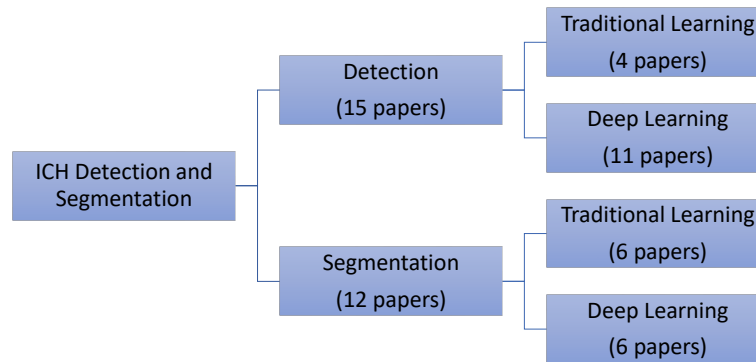 ICH Detection and
Segmentation
Detection
(15 papers)
Traditional Learning
(4 papers)
Deep Learning
(11 papers)
Segmentation
(12 papers)
Traditional Learning
(6 papers)
Deep Learning
(6 papers)